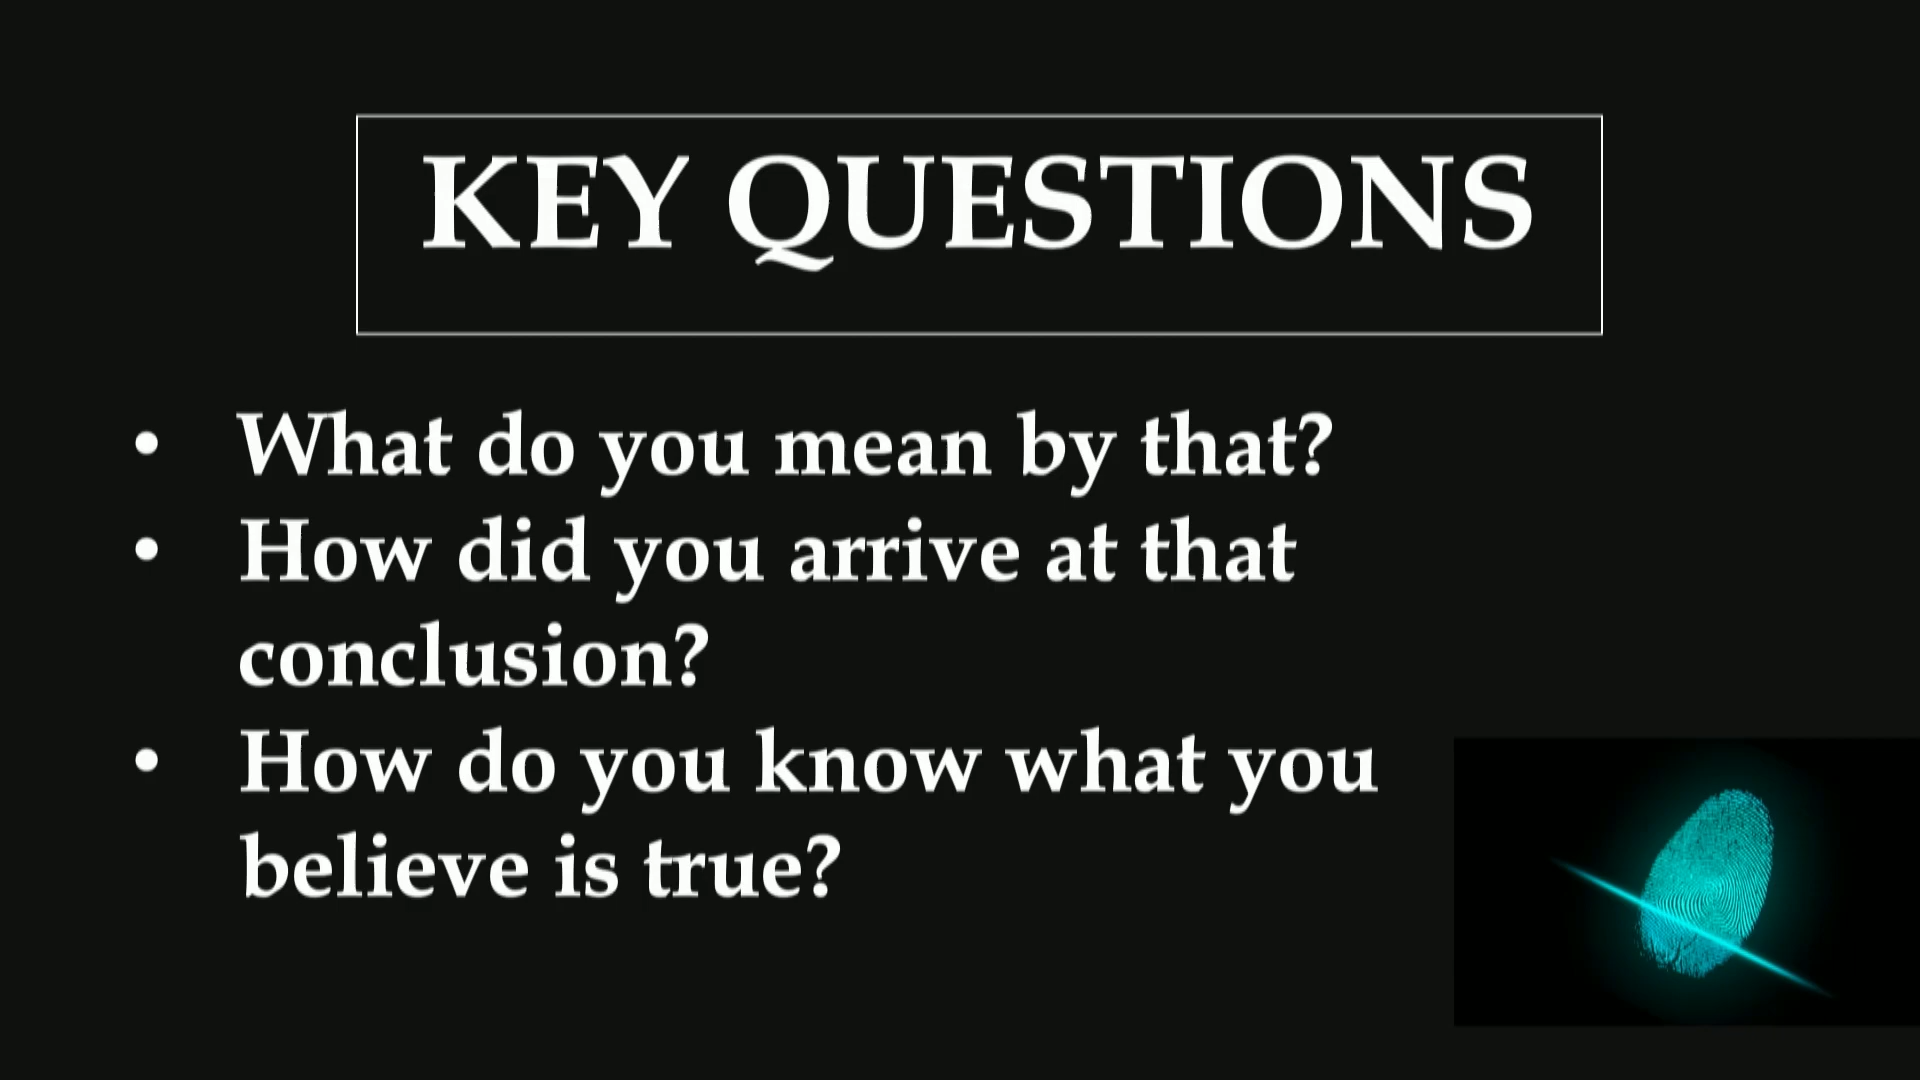 KEY QUESTIONS
• What do you mean by that?
• How did you arrive at that
conclusion?
• How do you know what you
believe is true?